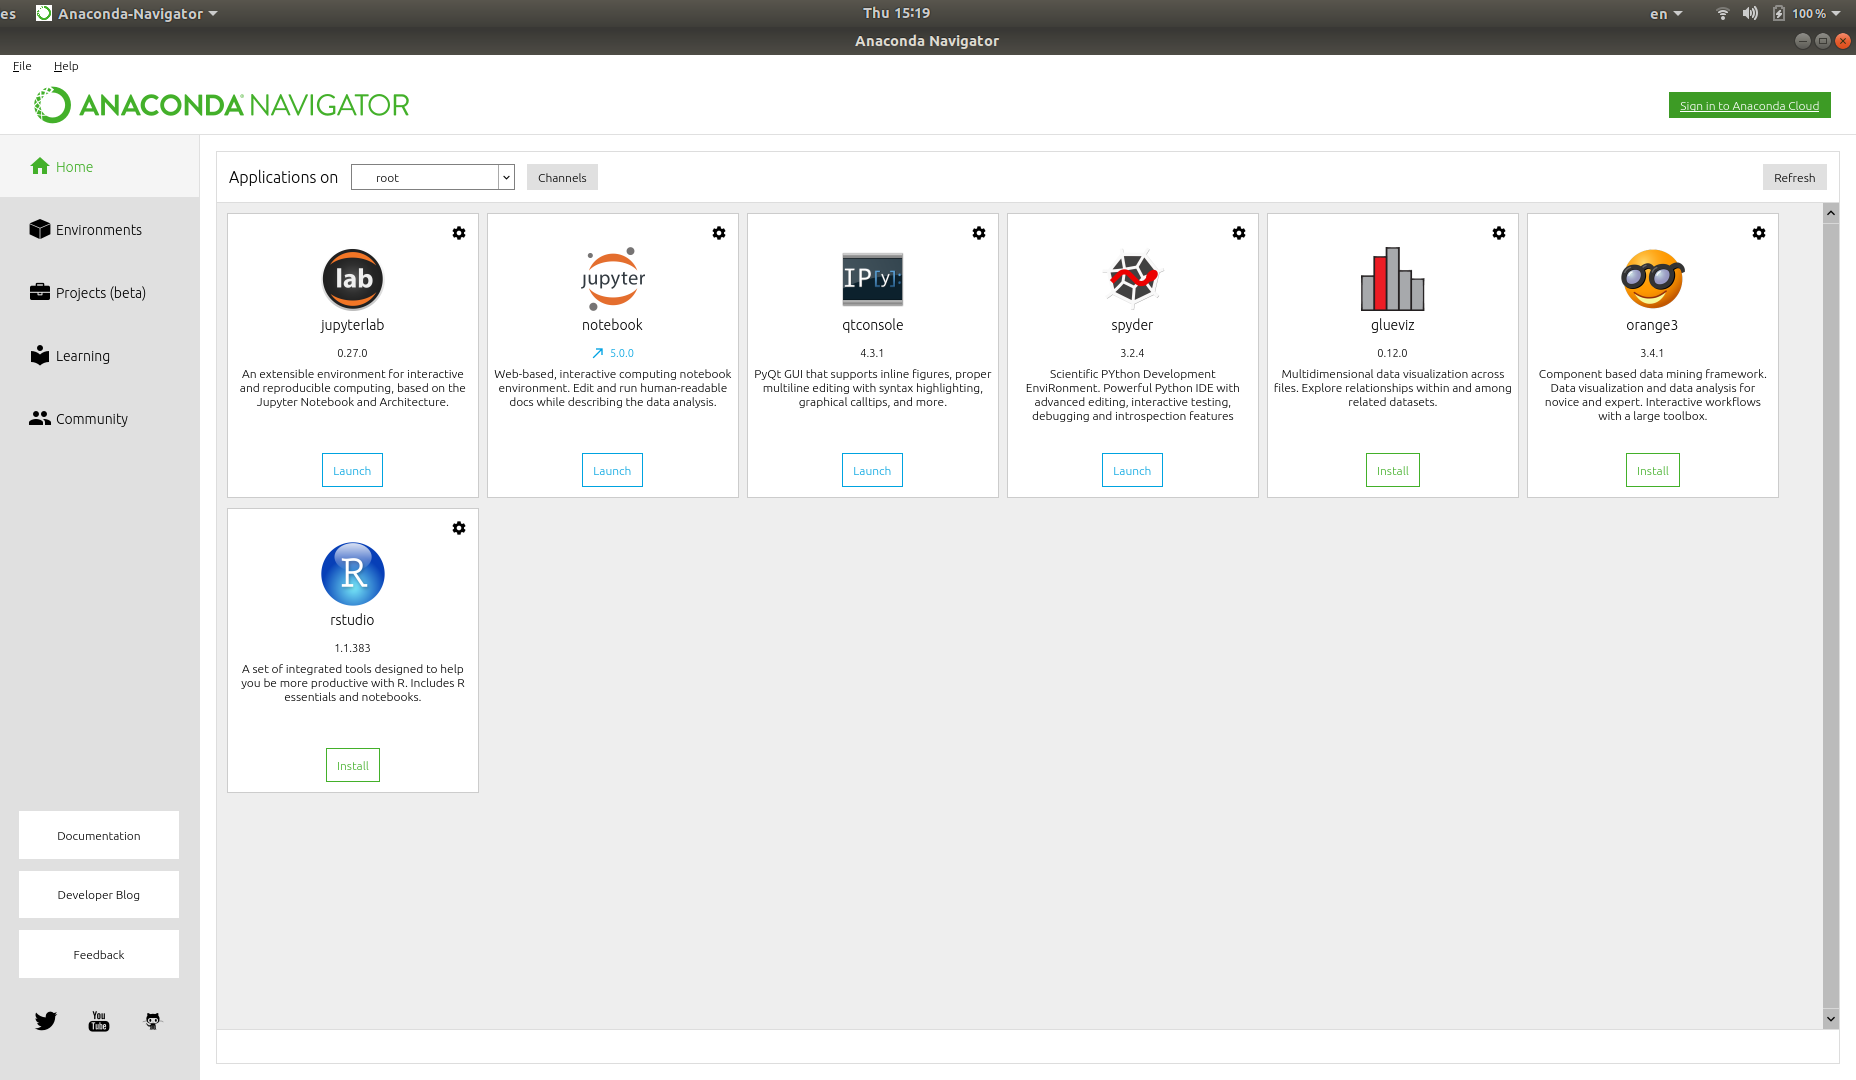 es Anaconda-Navigator Thu 15:19 en 100 %
Anaconda Navigator
File Help
ANACONDA NAVIGATOR
Sign in to Anaconda Cloud
Home
Environments
Projects (beta)
Learning
Community
Documentation
Developer Blog
Feedback
You
Tube
Applications on root Channels Refresh
lab
jupyterlab
0.27.0
An extensible environment for interactive
and reproducible computing, based on the
Jupyter Notebook and Architecture.
Launch
jupyter
notebook
5.0.0
Web-based, interactive computing notebook
environment. Edit and run human-readable
docs while describing the data analysis.
Launch
IP[y]:
qtconsole
4.3.1
PyQt GUI that supports inline figures, proper
multiline editing with syntax highlighting,
graphical calltips, and more.
Launch
spyder
3.2.4
Scientific PYthon Development
EnviRonment. Powerful Python IDE with
advanced editing, interactive testing,
debugging and introspection features
Launch
glueviz
0.12.0
Multidimensional data visualization across
files. Explore relationships within and among
related datasets.
Install
orange3
3.4.1
Component based data mining framework.
Data visualization and data analysis for
novice and expert. Interactive workflows
with a large toolbox.
Install
R
rstudio
1.1.383
A set of integrated tools designed to help
you be more productive with R. Includes R
essentials and notebooks.
Install